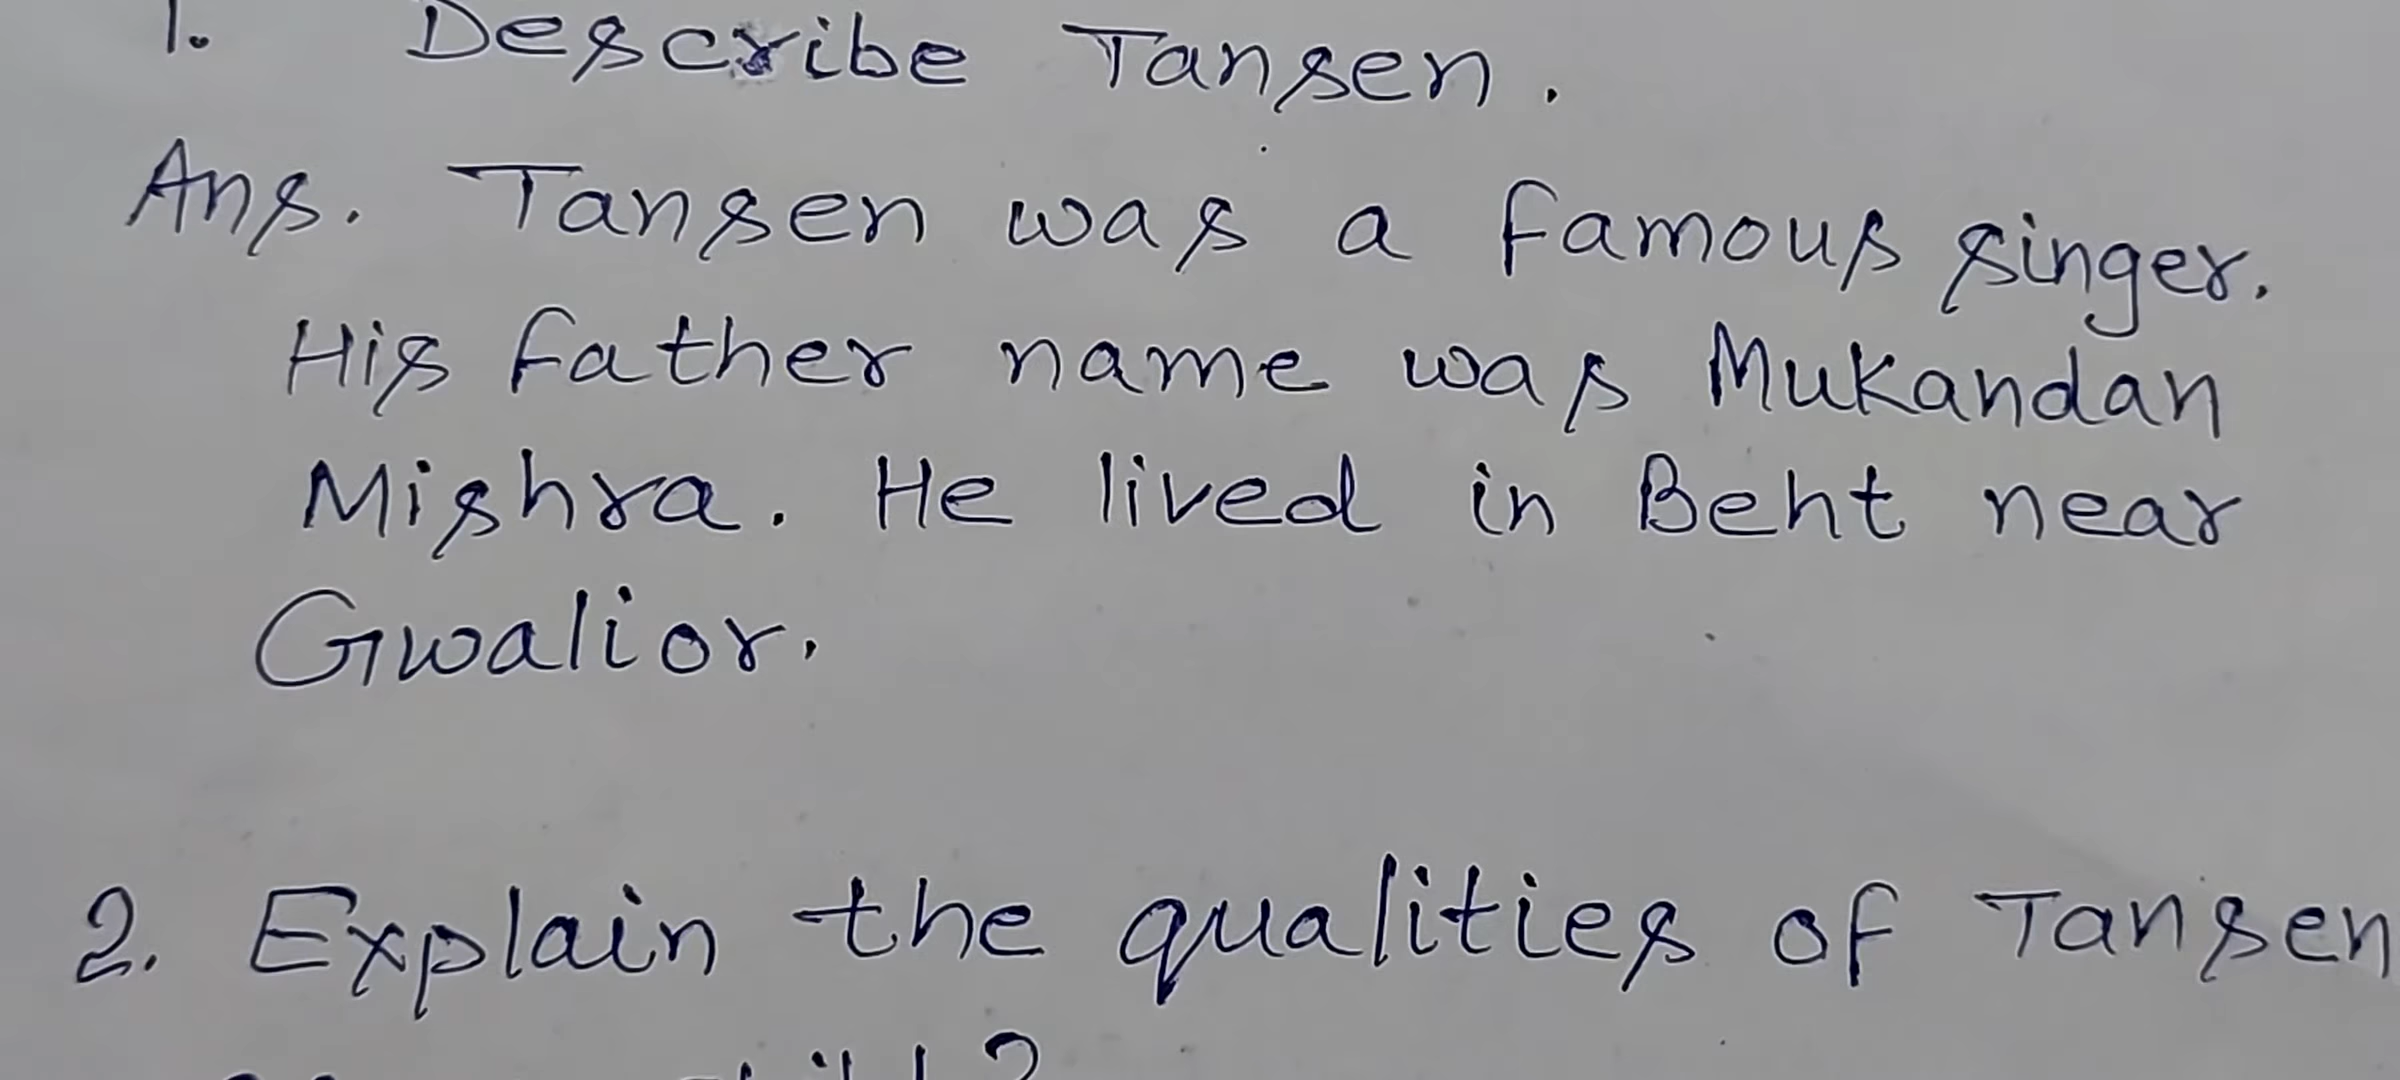 1. Describe Tansen.
Ans. Tansen was a famous singer.
His father name was Mukandan
Mishra. He lived in Beht near
Gwalior.
2. Explain the qualities of Tansen